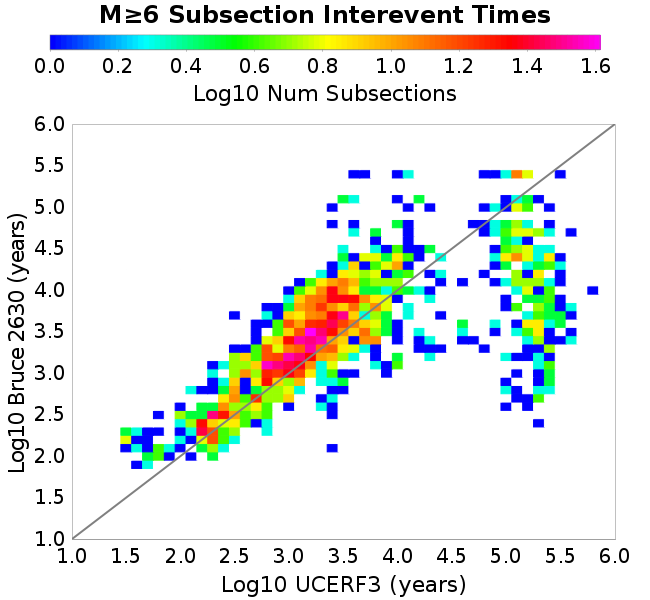 M≥6 Subsection Interevent Times
0.0 0.2 0.4 0.6 0.8 1.0 1.2 1.4 1.6
Log10 Num Subsections
6.0
5.5
5.0
4.5
4.0
3.5
3.0
2.5
2.0
1.5
1.0
Log10 Bruce 2630 (years)
1.0 1.5 2.0 2.5 3.0 3.5 4.0 4.5 5.0 5.5 6.0
Log10 UCERF3 (years)